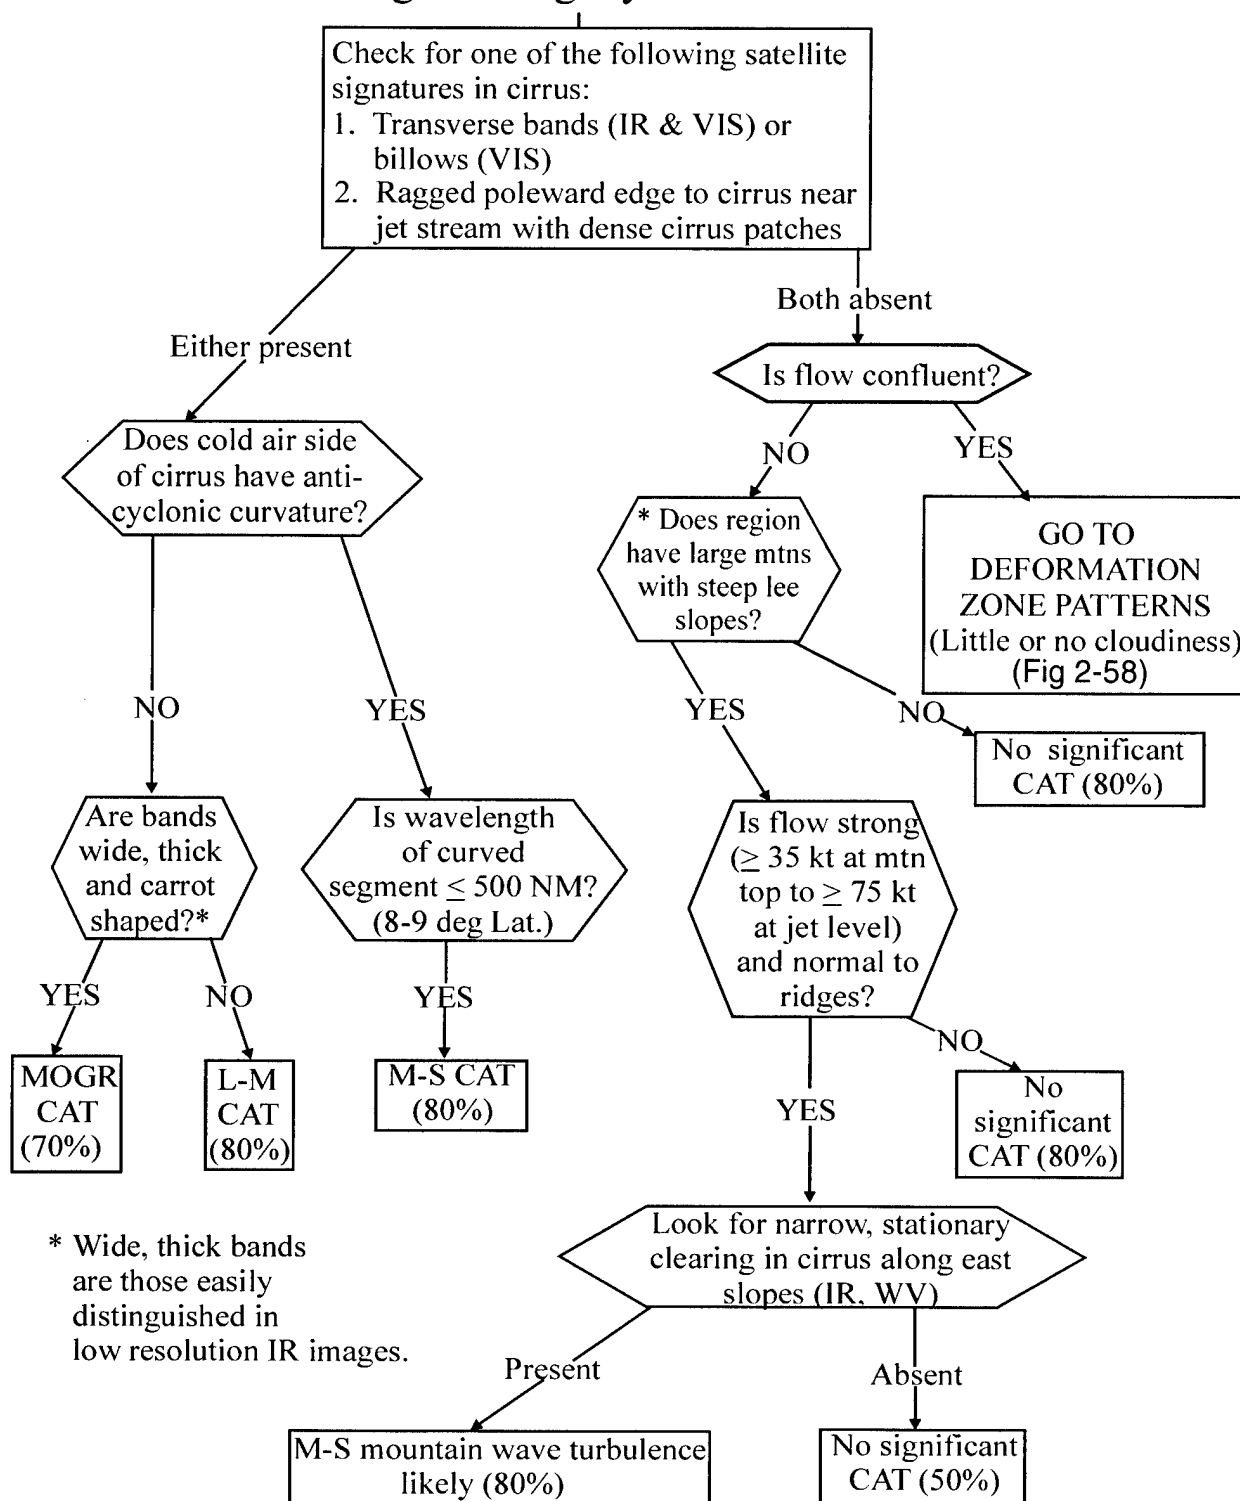 Check for one of the following satellite
signatures in cirrus:
1. Transverse bands (IR & VIS) or
billows (VIS)
2. Ragged poleward edge to cirrus near
jet stream with dense cirrus patches
Either present
Both absent
Is flow confluent?
NO
YES
Does cold air side
of cirrus have anti-
cyclonic curvature?
* Does region
have large mtns
with steep lee
slopes?
GO TO
DEFORMATION
ZONE PATTERNS
(Little or no cloudiness)
(Fig 2-58)
NO
YES
YES
NO
No significant
CAT (80%)
Are bands
wide, thick
and carrot
shaped?*
Is wavelength
of curved
segment ≤ 500 NM?
(8-9 deg Lat.)
Is flow strong
(≥ 35 kt at mtn
top to ≥ 75 kt
at jet level)
and normal to
ridges?
YES
NO
YES
YES
NO
MOGR
CAT
(70%)
L-M
CAT
(80%)
M-S CAT
(80%)
No
significant
CAT (80%)
Look for narrow, stationary
clearing in cirrus along east
slopes (IR, WV)
* Wide, thick bands
are those easily
distinguished in
low resolution IR images.
Present
Absent
M-S mountain wave turbulence
likely (80%)
No significant
CAT (50%)